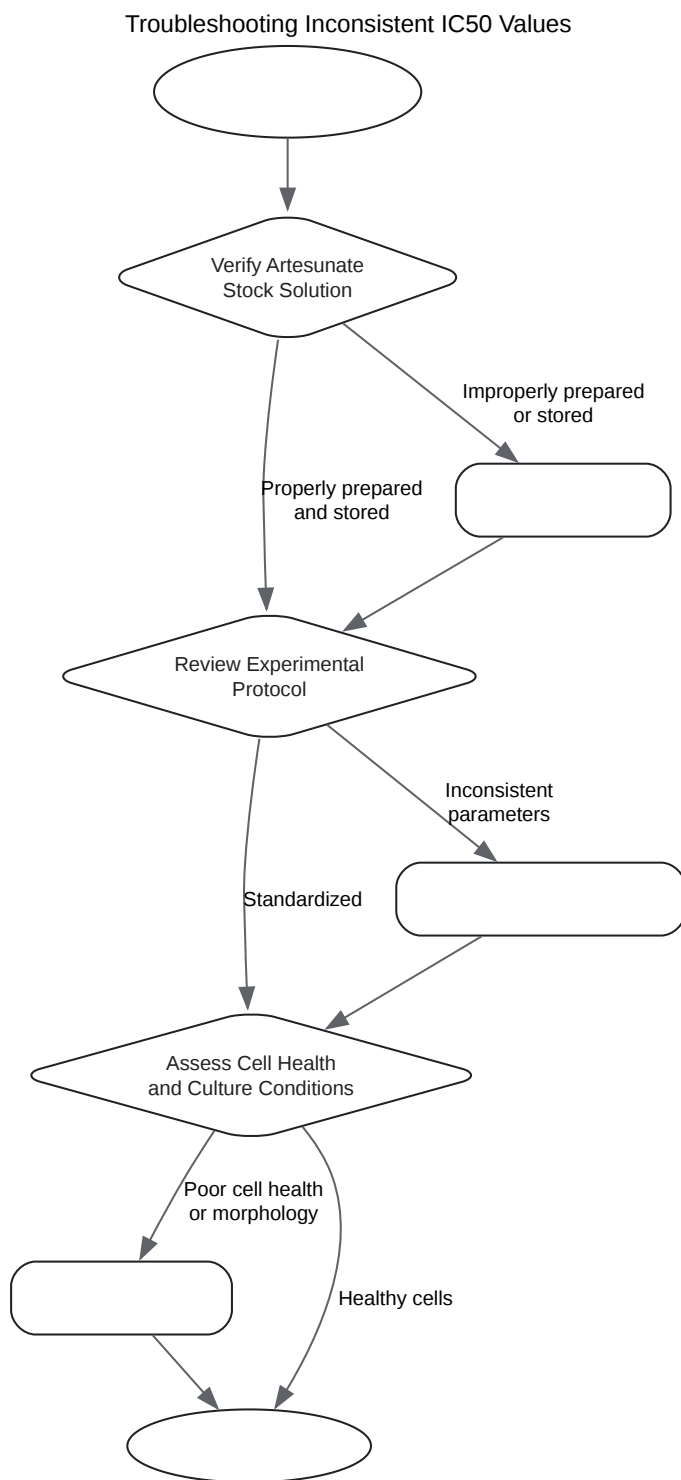 Troubleshooting Inconsistent IC50 Values
Verify Artesunate
Stock Solution
Improperly prepared
or stored
Properly prepared
and stored
Review Experimental
Protocol
Inconsistent
parameters
Standardized
Assess Cell Health
and Culture Conditions
Poor cell health
or morphology
Healthy cells